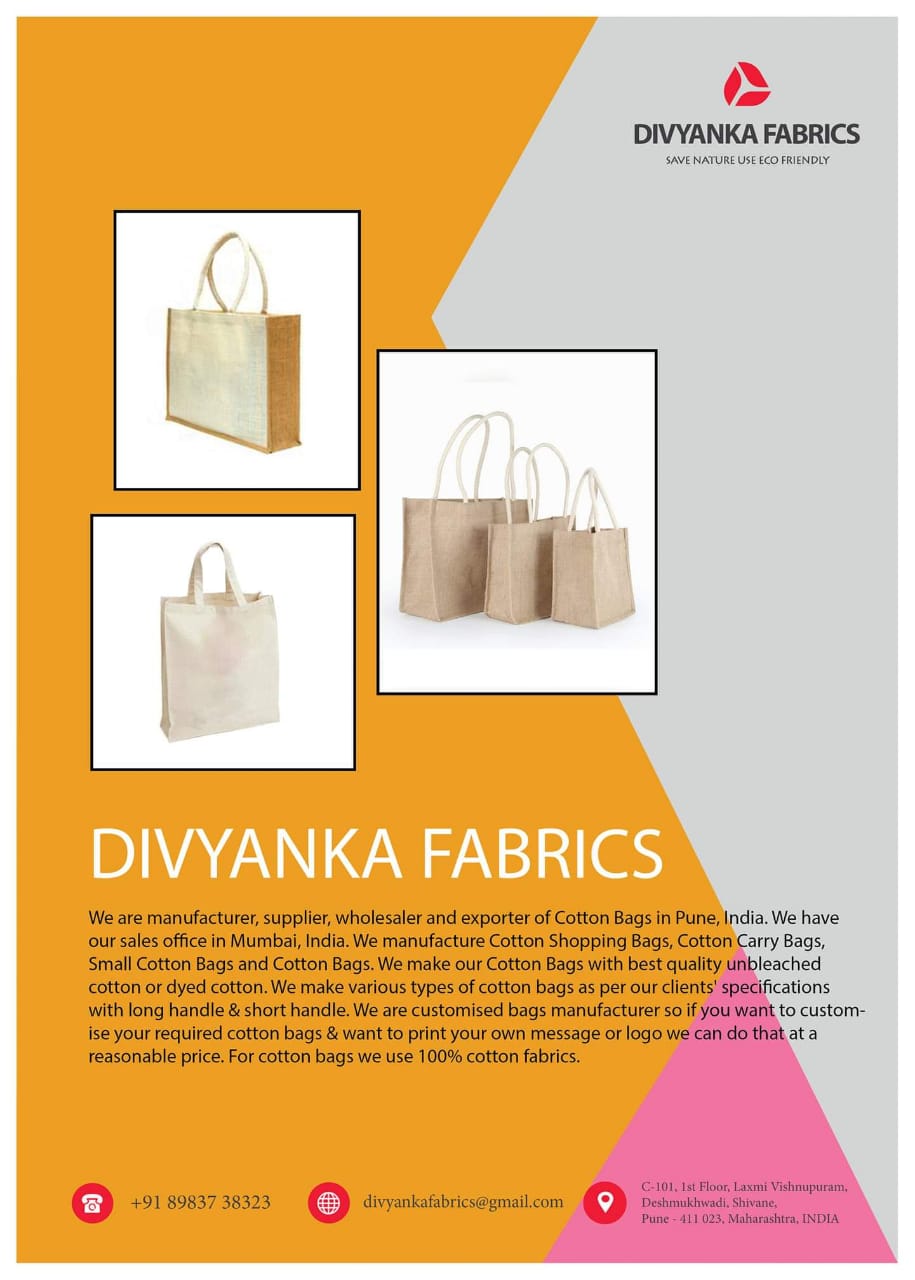 DIVYANKA FABRICS
SAVE NATURE USE ECO FRIENDLY
DIVYANKA FABRICS
We are manufacturer, supplier, wholesaler and exporter of Cotton Bags in Pune, India. We have
our sales office in Mumbai, India. We manufacture Cotton Shopping Bags, Cotton Carry Bags,
Small Cotton Bags and Cotton Bags. We make our Cotton Bags with best quality unbleached
cotton or dyed cotton. We make various types of cotton bags as per our clients' specifications
with long handle & short handle. We are customised bags manufacturer so if you want to custom-
ise your required cotton bags & want to print your own message or logo we can do that at a
reasonable price. For cotton bags we use 100% cotton fabrics.
+91 89837 38323
divyankafabrics@gmail.com
C-101, 1st Floor, Laxmi Vishnupuram,
Deshmukhwadi, Shivane,
Pune - 411 023, Maharashtra, INDIA